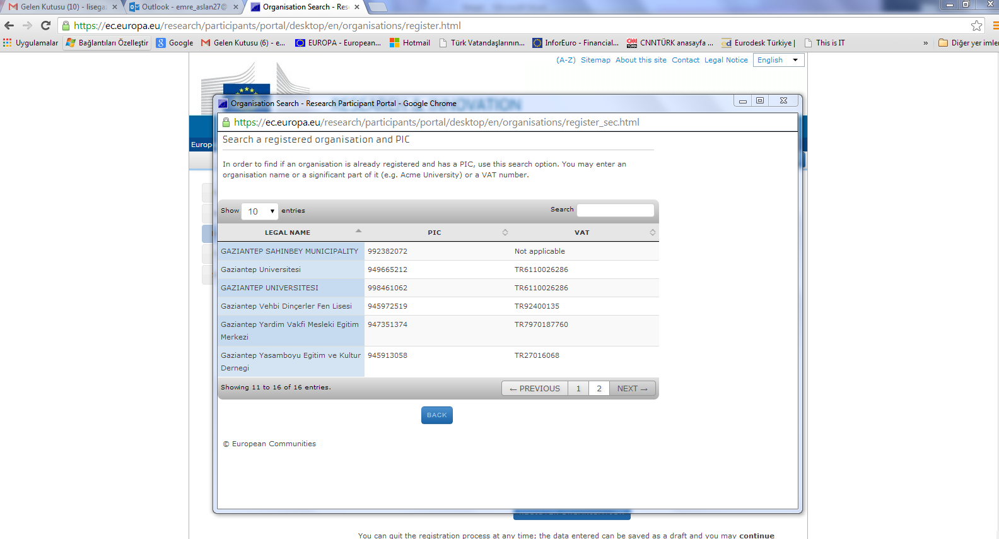 Gelen Kutusu (10) - lisega
Outlook - emre_aslan27@
Organisation Search - Res
https://ec.europa.eu/research/participants/portal/desktop/en/organisations/register.html
Uygulamalar
Bağlantıları Özelleştir
Google
Gelen Kutusu (6) - e...
EUROPA - European...
Hotmail
Türk Vatandaşlarının...
InforEuro - Financial...
CNNTÜRK anasayfa ...
Eurodesk Türkiye |
This is IT
»
Diğer yer imler
(A-Z) Sitemap About this site Contact Legal Notice English
Organisation Search - Research Participant Portal - Google Chrome
https://ec.europa.eu/research/participants/portal/desktop/en/organisations/register_sec.html
Europ
Search a registered organisation and PIC
In order to find if an organisation is already registered and has a PIC, use this search option. You may enter an
organisation name or a significant part of it (e.g. Acme University) or a VAT number.
Show 10 entries Search
LEGAL NAME PIC VAT
GAZIANTEP SAHINBEY MUNICIPALITY 992382072 Not applicable
Gaziantep Universitesi 949665212 TR6110026286
GAZIANTEP UNIVERSITESI 998461062 TR6110026286
Gaziantep Vehbi Dinçerler Fen Lisesi 945972519 TR92400135
Gaziantep Yardim Vakfi Mesleki Egitim 947351374 TR7970187760
Merkezi
Gaziantep Yasamboyu Egitim ve Kultur 945913058 TR27016068
Dernegi
Showing 11 to 16 of 16 entries. ← PREVIOUS 1 2 NEXT →
BACK
© European Communities
You can quit the registration process at any time; the data entered can be saved as a draft and you may continue